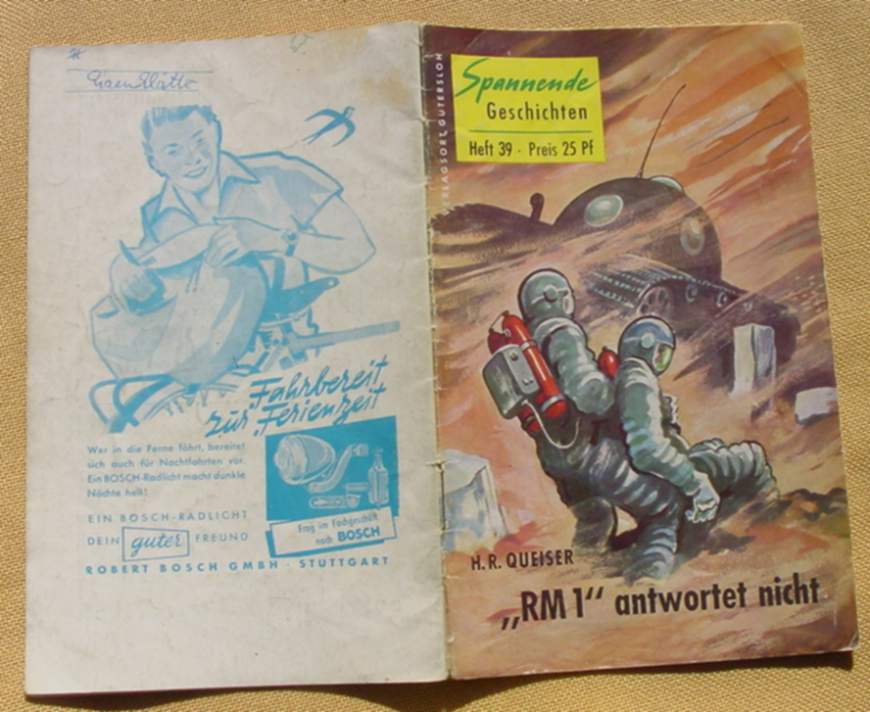 Fahrbereit
zur Ferienzeit
Wer in die Ferne fährt, bereitet
sich auch für Nachtfahrten vor.
Ein BOSCH-Radlicht macht dunkle
Nächte hell!
EIN BOSCH-RADLICHT
DEIN guter FREUND
Frag im Fachgeschäft
nach BOSCH
ROBERT BOSCH GMBH · STUTTGART
VERLAGSORT GÜTERSLOH
Spannende
Geschichten
Heft 39 · Preis 25 Pf
H. R. QUEISER
„RM 1“ antwortet nicht